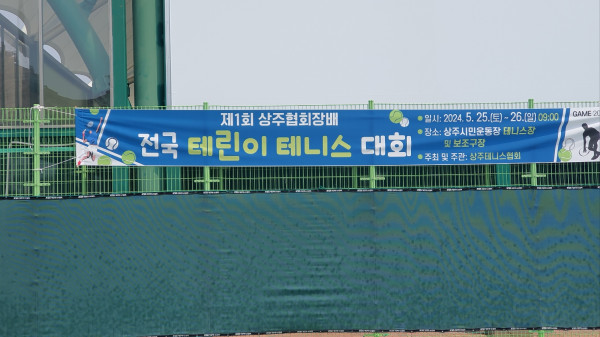 제1회 상주협회장배
전국 테린이 테니스 대회
• 일시: 2024. 5. 25.(토) ~ 26.(일) 09:00
• 장소: 상주시민운동장 테니스장
및 보조구장
• 주최 및 주관: 상주테니스협회
GAME